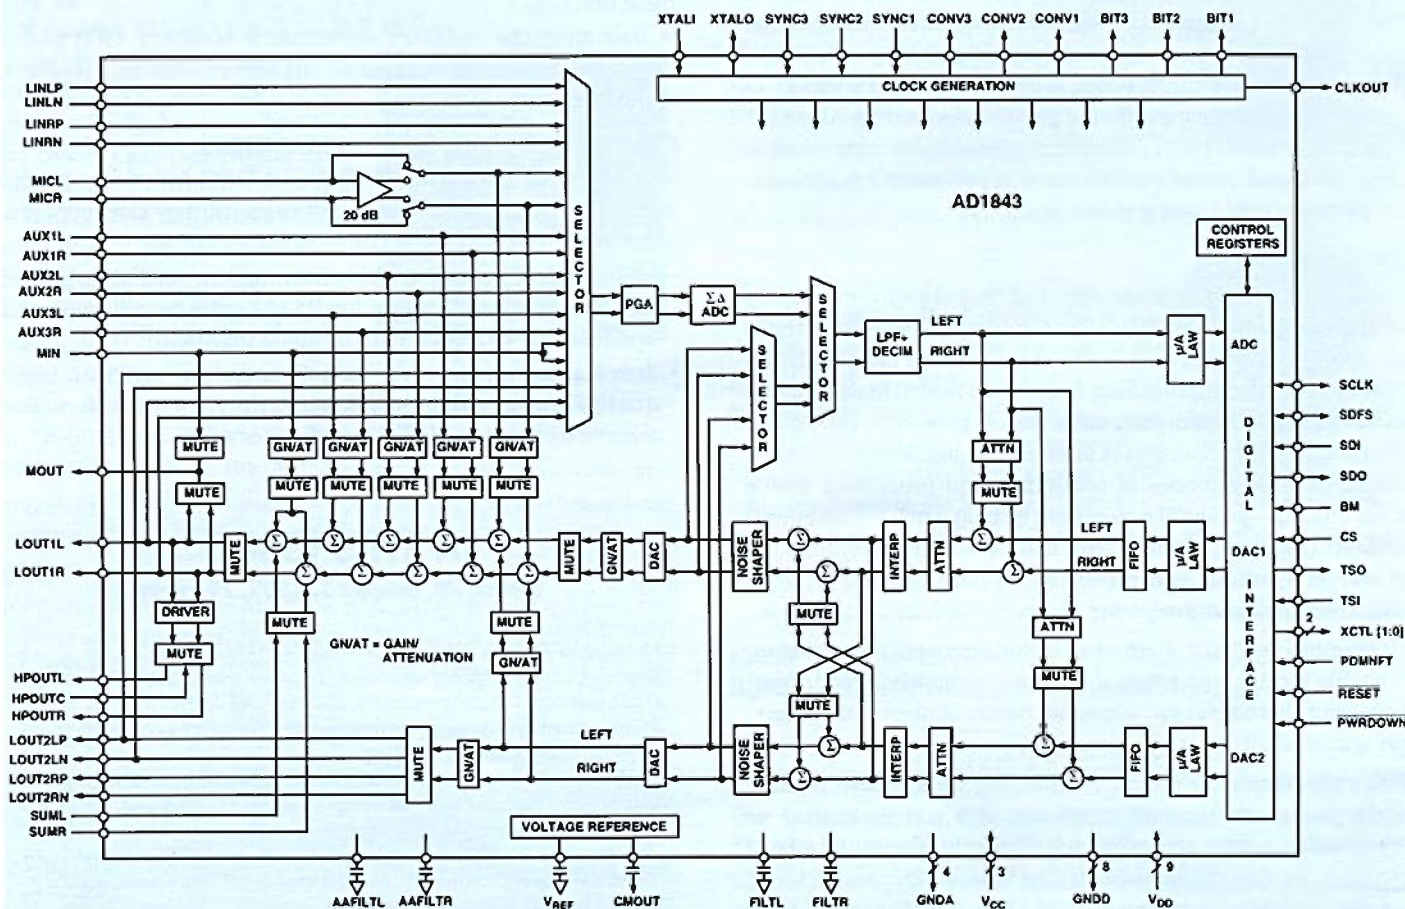 XTALI XTALO SYNC3 SYNC2 SYNC1 CONV3 CONV2 CONV1 BIT3 BIT2 BIT1
CLOCK GENERATION
CLKOUT
LINLP
LINLN
LINRP
LINRN
MICL
MICR
20 dB
AUX1L
AUX1R
AUX2L
AUX2R
AUX3L
AUX3R
MIN
SELECTOR
AD1843
CONTROL
REGISTERS
PGA
ΣΔ
ADC
SELECTOR
SELECTOR
LPF+
DECIM
LEFT
RIGHT
μ/A
LAW
ADC
DIGITAL
INTERFACE
SCLK
SDFS
SDI
SDO
BM
CS
TSO
TSI
2
XCTL [1:0]
PDMNFT
RESET
PWRDOWN
MUTE GN/AT GN/AT GN/AT GN/AT GN/AT
MOUT
MUTE MUTE MUTE MUTE MUTE MUTE
ATTN
MUTE
LOUT1L
LOUT1R
MUTE
Σ Σ Σ Σ Σ
Σ Σ Σ Σ Σ
MUTE
GN/AT
DAC
NOISE
SHAPER
Σ
Σ
INTERP
ATTN
Σ
Σ
LEFT
RIGHT
FIFO
μ/A
LAW
DAC1
DRIVER
MUTE
MUTE
MUTE
MUTE
ATTN
GN/AT = GAIN/
ATTENUATION
GN/AT
MUTE
MUTE
HPOUTL
HPOUTC
HPOUTR
LOUT2LP
LOUT2LN
LOUT2RP
LOUT2RN
SUML
SUMR
MUTE
GN/AT
LEFT
RIGHT
DAC
NOISE
SHAPER
Σ
Σ
INTERP
ATTN
Σ
Σ
FIFO
μ/A
LAW
DAC2
VOLTAGE REFERENCE
4 3 8 9
AAFILTL AAFILTR VREF CMOUT FILTL FILTR GNDA VCC GNDD VDD